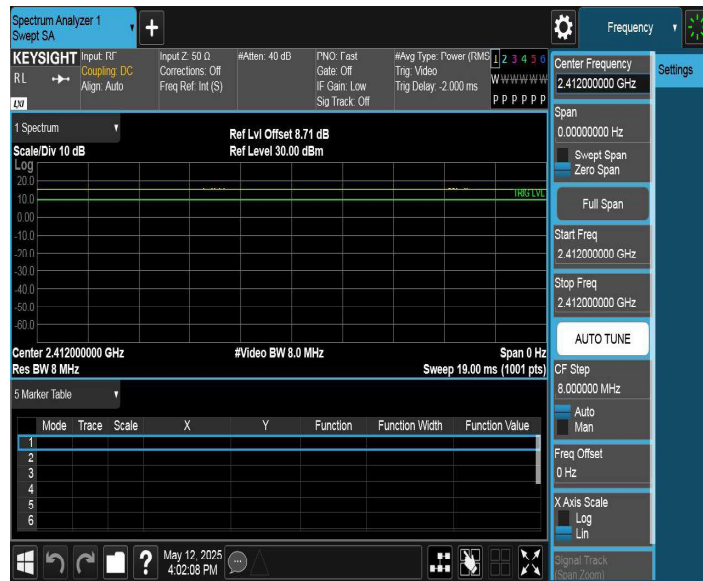 Spectrum Analyzer 1
Swept SA
Frequency
KEYSIGHT
RL
LXI
Input: RF
Coupling: DC
Align: Auto
Input Z: 50 Ω
Corrections: Off
Freq Ref: Int (S)
#Atten: 40 dB
PNO: Fast
Gate: Off
IF Gain: Low
Sig Track: Off
#Avg Type: Power (RMS
Trig: Video
Trig Delay: -2.000 ms
1 2 3 4 5 6
W W W W W W
P P P P P P
Center Frequency
2.412000000 GHz
Settings
Span
0.00000000 Hz
Swept Span
Zero Span
Full Span
Start Freq
2.412000000 GHz
Stop Freq
2.412000000 GHz
AUTO TUNE
CF Step
8.000000 MHz
Auto
Man
Freq Offset
0 Hz
X Axis Scale
Log
Lin
Signal Track
(Span Zoom)
1 Spectrum
Scale/Div 10 dB
Ref Lvl Offset 8.71 dB
Ref Level 30.00 dBm
Log
20.0
10.0
0.00
-10.0
-20.0
-30.0
-40.0
-50.0
-60.0
TRIG LVL
Center 2.412000000 GHz
#Video BW 8.0 MHz
Span 0 Hz
Res BW 8 MHz
Sweep 19.00 ms (1001 pts)
5 Marker Table
Mode Trace Scale X Y Function Function Width Function Value
1
2
3
4
5
6
?
May 12, 2025
4:02:08 PM